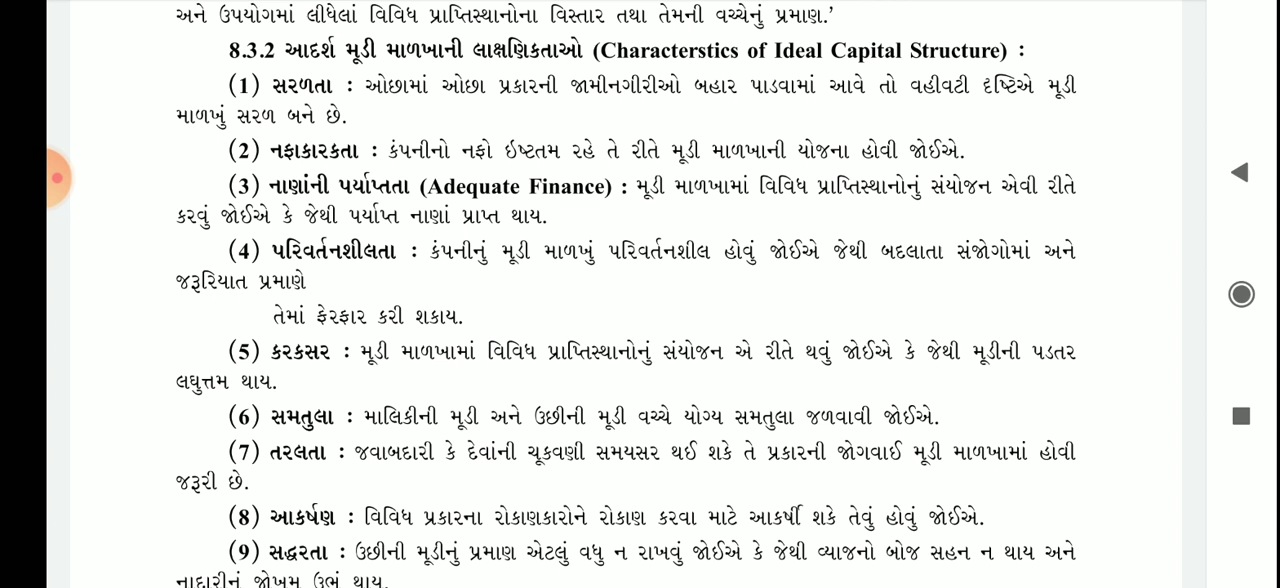 અને ઉપયોગમાં લીધેલાં વિવિધ પ્રાપ્તિસ્થાનોના વિસ્તાર તથા તેમની વચ્ચેનું પ્રમાણ.’
8.3.2 આદર્શ મૂડી માળખાની લાક્ષણિકતાઓ (Characterstics of Ideal Capital Structure) :
(1) સરળતા : ઓછામાં ઓછા પ્રકારની જામીનગીરીઓ બહાર પાડવામાં આવે તો વહીવટી દૃષ્ટિએ મૂડી
માળખું સરળ બને છે.
(2) નફાકારકતા : કંપનીનો નફો ઇષ્ટતમ રહે તે રીતે મૂડી માળખાની યોજના હોવી જોઈએ.
(3) નાણાંની પર્યાપ્તતા (Adequate Finance) : મૂડી માળખામાં વિવિધ પ્રાપ્તિસ્થાનોનું સંયોજન એવી રીતે
કરવું જોઈએ કે જેથી પર્યાપ્ત નાણાં પ્રાપ્ત થાય.
(4) પરિવર્તનશીલતા : કંપનીનું મૂડી માળખું પરિવર્તનશીલ હોવું જોઈએ જેથી બદલાતા સંજોગોમાં અને
જરૂરિયાત પ્રમાણે
તેમાં ફેરફાર કરી શકાય.
(5) કરકસર : મૂડી માળખામાં વિવિધ પ્રાપ્તિસ્થાનોનું સંયોજન એ રીતે થવું જોઈએ કે જેથી મૂડીની પડતર
લઘુત્તમ થાય.
(6) સમતુલા : માલિકીની મૂડી અને ઉછીની મૂડી વચ્ચે યોગ્ય સમતુલા જળવાવી જોઈએ.
(7) તરલતા : જવાબદારી કે દેવાંની ચૂકવણી સમયસર થઈ શકે તે પ્રકારની જોગવાઈ મૂડી માળખામાં હોવી
જરૂરી છે.
(8) આકર્ષણ : વિવિધ પ્રકારના રોકાણકારોને રોકાણ કરવા માટે આકર્ષી શકે તેવું હોવું જોઈએ.
(9) સદ્ધરતા : ઉછીની મૂડીનું પ્રમાણ એટલું વધુ ન રાખવું જોઈએ કે જેથી વ્યાજનો બોજ સહન ન થાય અને
નાદારીનું જોખમ ઉભું થાય.